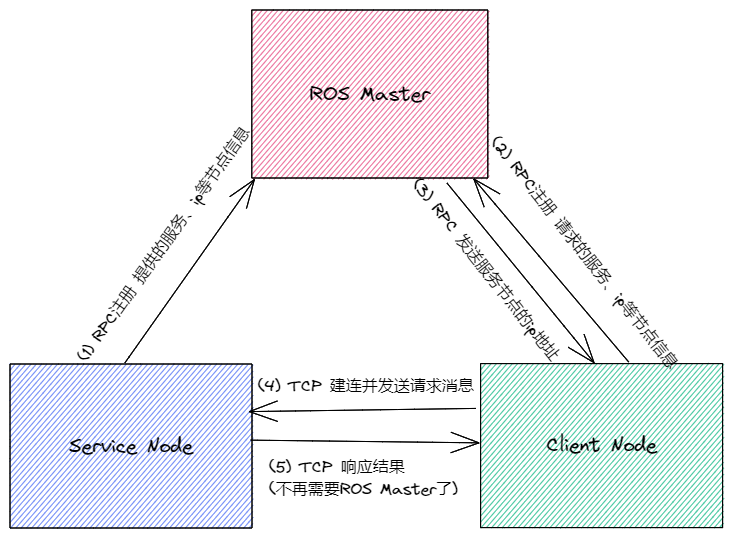 ROS Master
(1) RPC注册 提供的服务、ip等节点信息
(2) RPC注册 请求的服务、ip等节点信息
(3) RPC 发送服务节点的ip地址
(4) TCP 建连并发送请求消息
Service Node
Client Node
(5) TCP 响应结果
(不再需要ROS Master了)